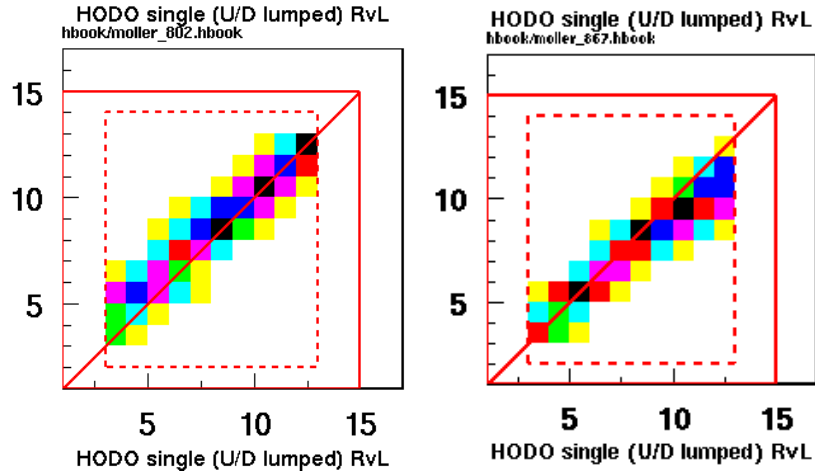 HODO single (U/D lumped) RvL
hbook/moller_802.hbook
15
10
5
5 10 15
HODO single (U/D lumped) RvL
HODO single (U/D lumped) RvL
hbook/moller_867.hbook
15
10
5
5 10 15
HODO single (U/D lumped) RvL